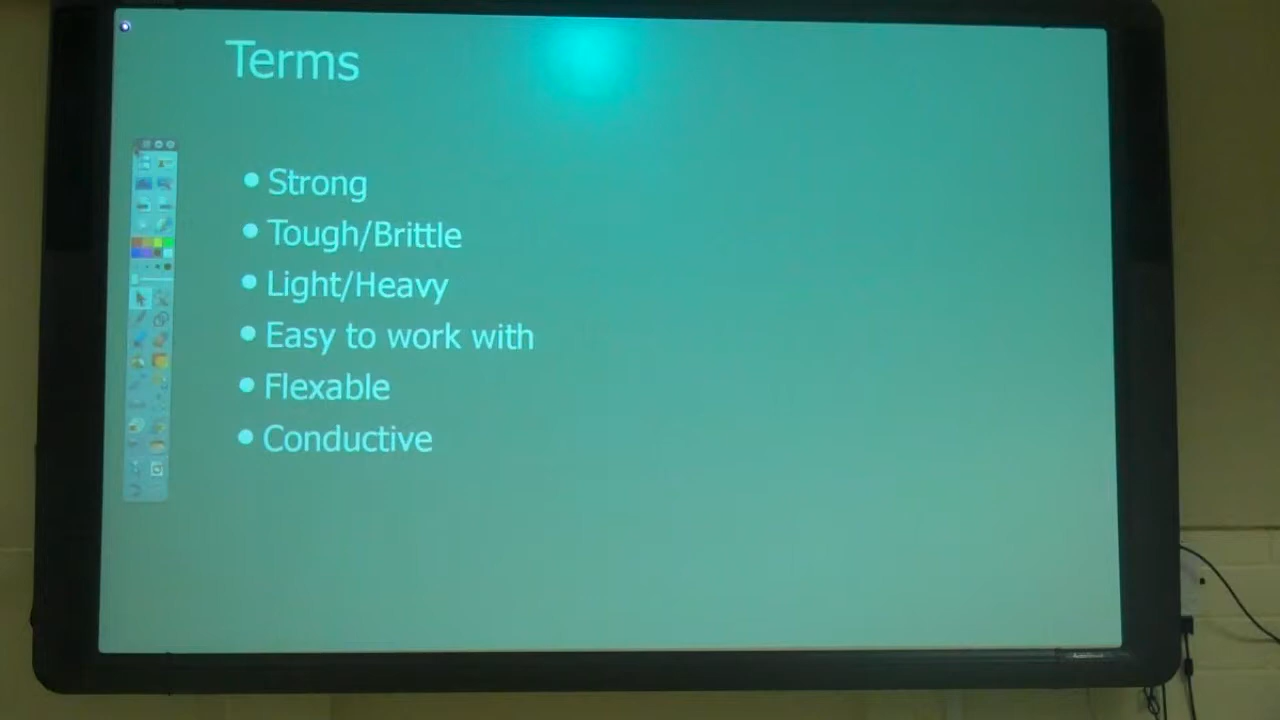 Terms
• Strong
• Tough/Brittle
• Light/Heavy
• Easy to work with
• Flexable
• Conductive